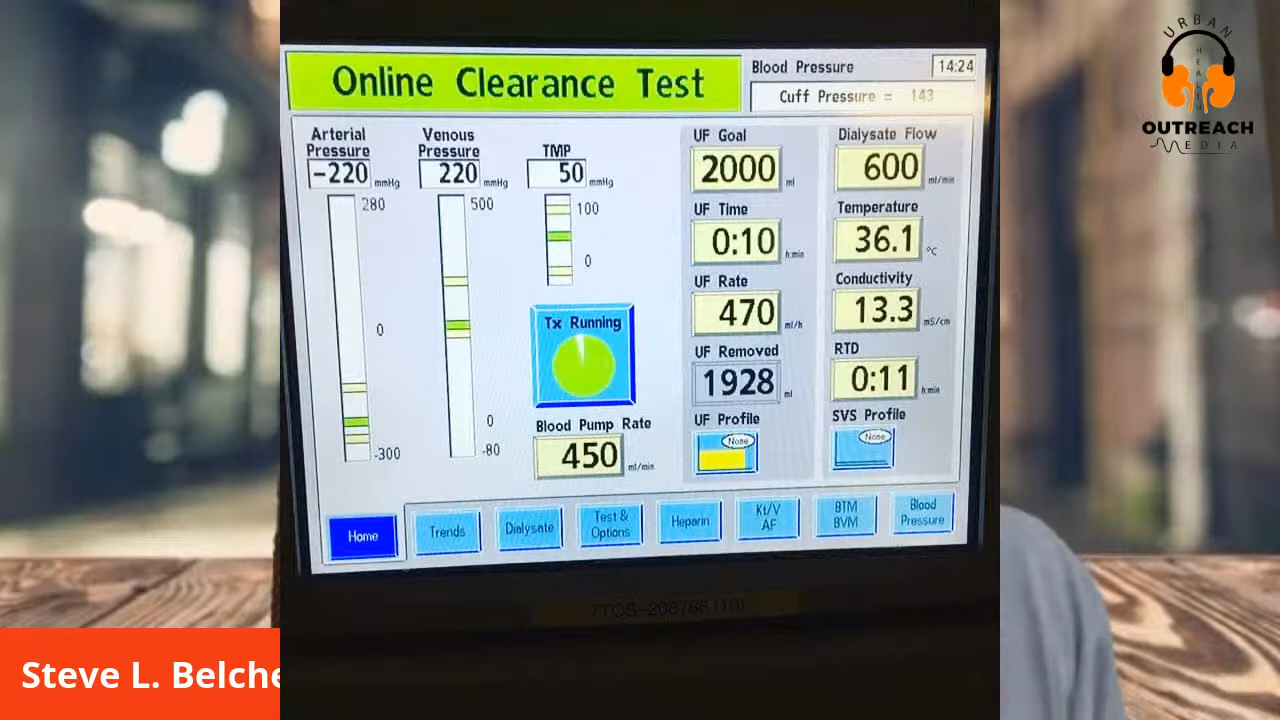 Online Clearance Test
Blood Pressure
14:24
Cuff Pressure = 143
Arterial Pressure
-220 mmHg
280
0
-300
Venous Pressure
220 mmHg
500
0
-80
TMP
50 mmHg
100
0
Tx Running
Blood Pump Rate
450 ml/min
UF Goal
2000 ml
UF Time
0:10 h:min
UF Rate
470 ml/h
UF Removed
1928 ml
UF Profile
None
Dialysate Flow
600 ml/min
Temperature
36.1 °C
Conductivity
13.3 mS/cm
RTD
0:11 h:min
SVS Profile
None
Home
Trends
Dialysate
Test & Options
Heparin
Kt/V AF
BTM BVM
Blood Pressure
URBAN
HEALTH
OUTREACH
MEDIA
Steve L. Belche